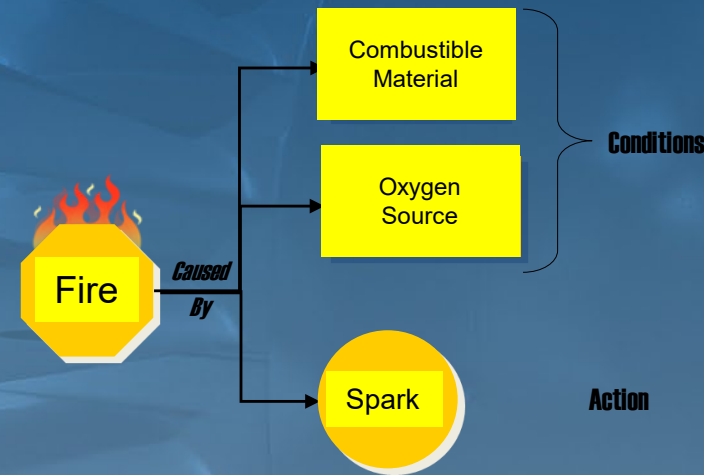 Combustible
Material
Conditions
Oxygen
Source
Fire
Caused
By
Spark
Action